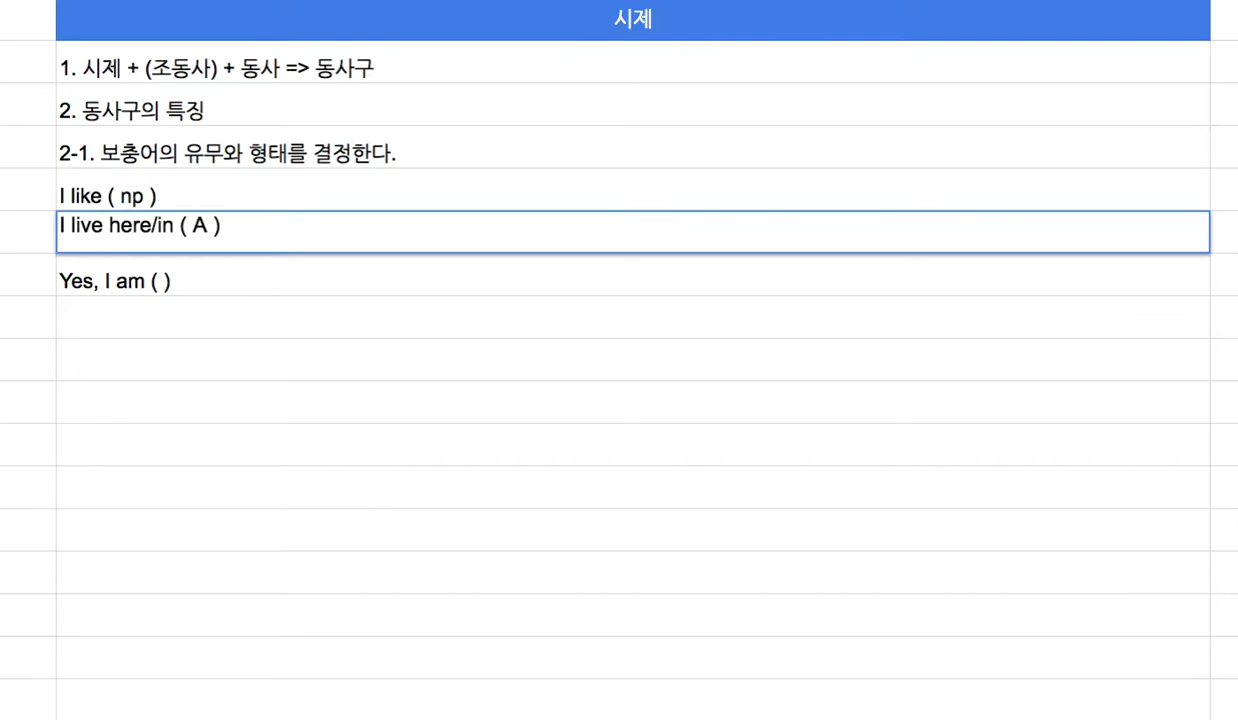 시제
1. 시제 + (조동사) + 동사 => 동사구
2. 동사구의 특징
2-1. 보충어의 유무와 형태를 결정한다.
I like ( np )
I live here/in ( A )
Yes, I am ( )